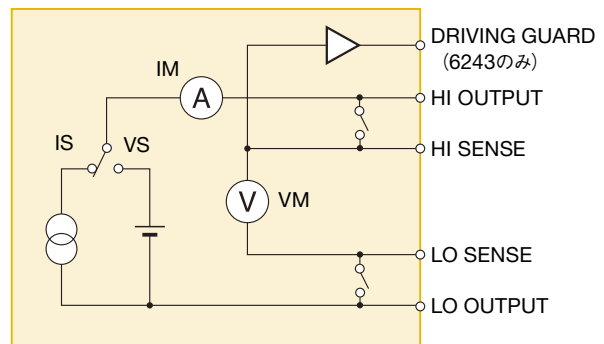 DRIVING GUARD
(6243のみ)
IM
A
HI OUTPUT
IS
VS
HI SENSE
V
VM
LO SENSE
LO OUTPUT